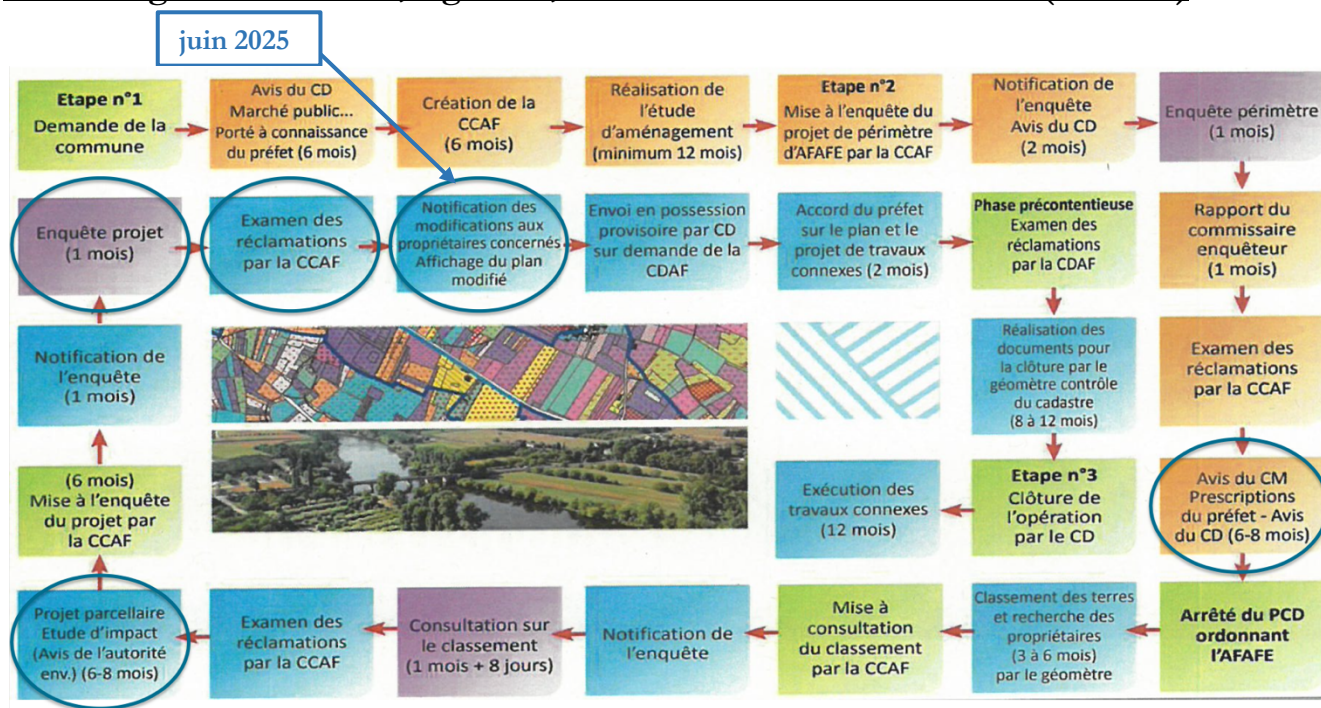 juin 2025
Etape n°1
Demande de la
commune
Avis du CD
Marché public...
Porté à connaissance
du préfet (6 mois)
Création de la
CCAF
(6 mois)
Réalisation de
l'étude
d'aménagement
(minimum 12 mois)
Etape n°2
Mise à l'enquête du
projet de périmètre
d'AFAFE par la CCAF
Notification de
l'enquête
Avis du CD
(2 mois)
Enquête périmètre
(1 mois)
Enquête projet
(1 mois)
Examen des
réclamations
par la CCAF
Notification des
modifications aux
propriétaires concernés
Affichage du plan
modifié
Envoi en possession
provisoire par CD
sur demande de la
CDAF
Accord du préfet
sur le plan et le
projet de travaux
connexes (2 mois)
Phase précontentieuse
Examen des
réclamations
par la CDAF
Rapport du
commissaire
enquêteur
(1 mois)
Notification de
l'enquête
(1 mois)
Réalisation des
documents pour
la clôture par le
géomètre contrôle
du cadastre
(8 à 12 mois)
Examen des
réclamations
par la CCAF
(6 mois)
Mise à l'enquête
du projet par
la CCAF
Exécution des
travaux connexes
(12 mois)
Etape n°3
Clôture de
l'opération
par le CD
Avis du CM
Prescriptions
du préfet - Avis
du CD (6-8 mois)
Projet parcellaire
Etude d'impact
(Avis de l'autorité
env.) (6-8 mois)
Examen des
réclamations
par la CCAF
Consultation sur
le classement
(1 mois + 8 jours)
Notification de
l'enquête
Mise à
consultation
du classement
par la CCAF
Classement des terres
et recherche des
propriétaires
(3 à 6 mois)
par le géomètre
Arrêté du PCD
ordonnant
l'AFAFE